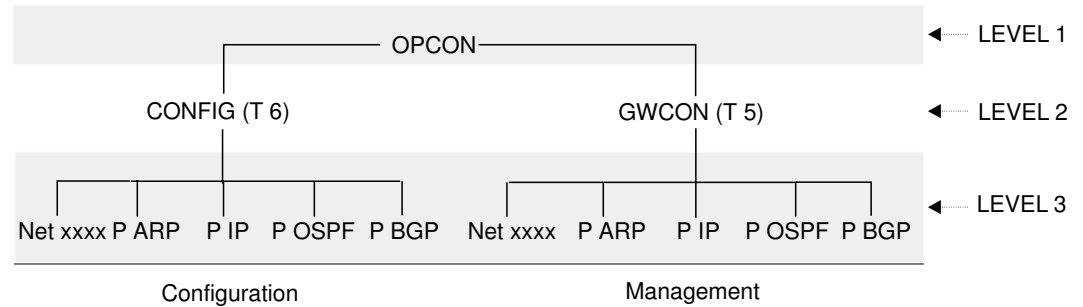 OPCON
LEVEL 1
CONFIG (T 6)
GWCON (T 5)
LEVEL 2
Net xxxx P ARP P IP P OSPF P BGP
Net xxxx P ARP P IP P OSPF P BGP
LEVEL 3
Configuration
Management